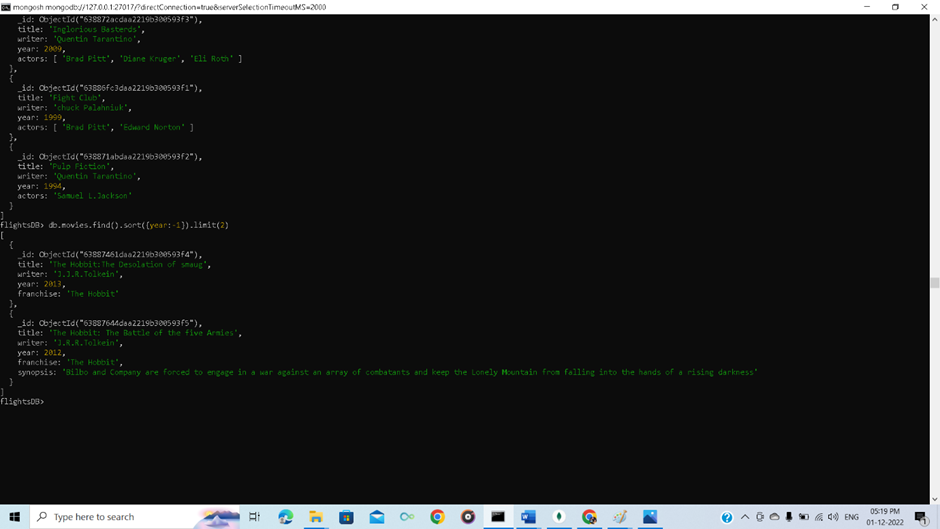 mongosh mongodb://127.0.0.1:27017/?directConnection=true&serverSelectionTimeoutMS=2000
_id: ObjectId("638872acdaa2219b300593f3"),
title: 'Inglorious Basterds',
writer: 'Quentin Tarantino',
year: 2009,
actors: [ 'Brad Pitt', 'Diane Kruger', 'Eli Roth' ]
},
{
_id: ObjectId("63886fc3daa2219b300593f1"),
title: 'Fight Club',
writer: 'chuck Palahniuk',
year: 1999,
actors: [ 'Brad Pitt', 'Edward Norton' ]
},
{
_id: ObjectId("638871abdaa2219b300593f2"),
title: 'Pulp Fiction',
writer: 'Quentin Tarantino',
year: 1994,
actors: 'Samuel L.Jackson'
}
]
flightsDB> db.movies.find().sort({year:-1}).limit(2)
[
{
_id: ObjectId("63887461daa2219b300593f4"),
title: 'The Hobbit:The Desolation of smaug',
writer: 'J.J.R.Tolkein',
year: 2013,
franchise: 'The Hobbit'
},
{
_id: ObjectId("63887644daa2219b300593f5"),
title: 'The Hobbit: The Battle of the five Armies',
writer: 'J.R.R.Tolkein',
year: 2012,
franchise: 'The Hobbit',
synopsis: 'Bilbo and Company are forced to engage in a war against an array of combatants and keep the Lonely Mountain from falling into the hands of a rising darkness'
}
]
flightsDB>
Type here to search
ENG
05:19 PM
01-12-2022